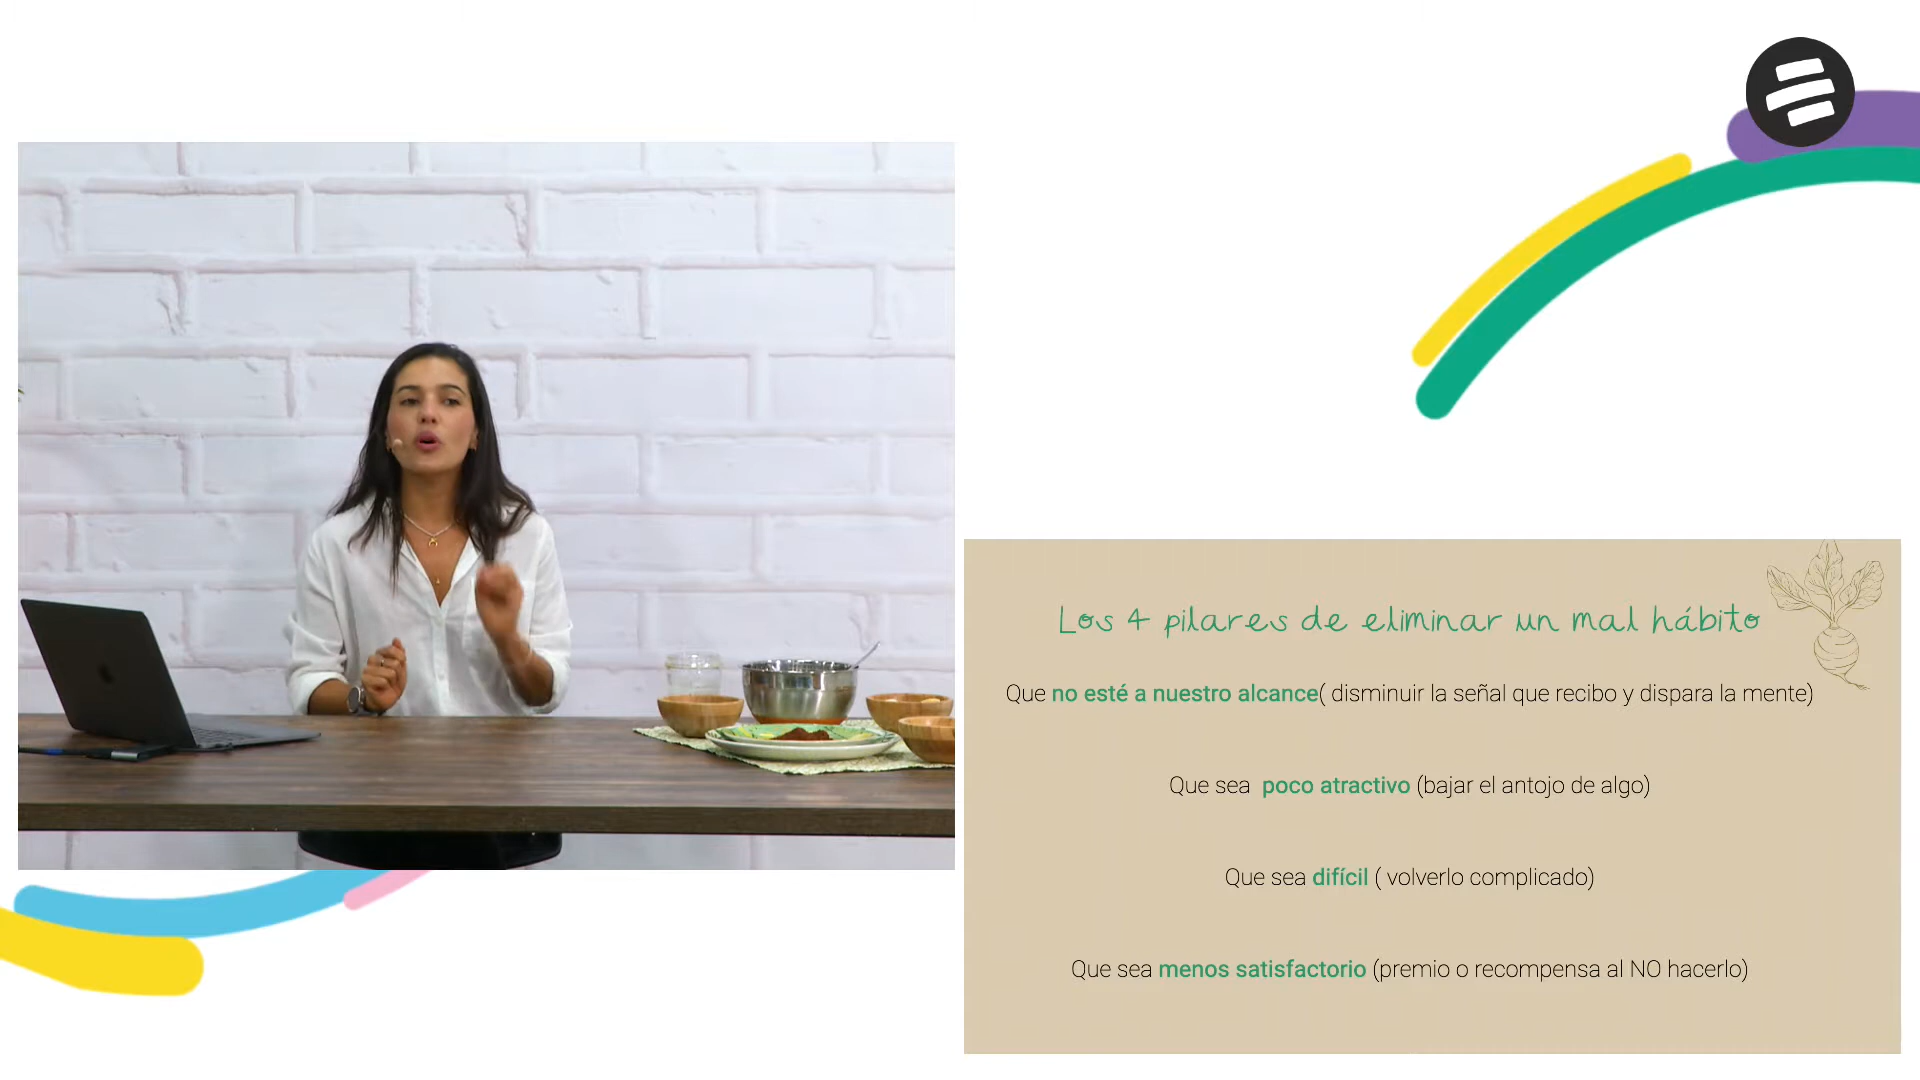 Los 4 pilares de eliminar un mal hábito
Que no esté a nuestro alcance( disminuir la señal que recibo y dispara la mente)
Que sea poco atractivo (bajar el antojo de algo)
Que sea difícil ( volverlo complicado)
Que sea menos satisfactorio (premio o recompensa al NO hacerlo)